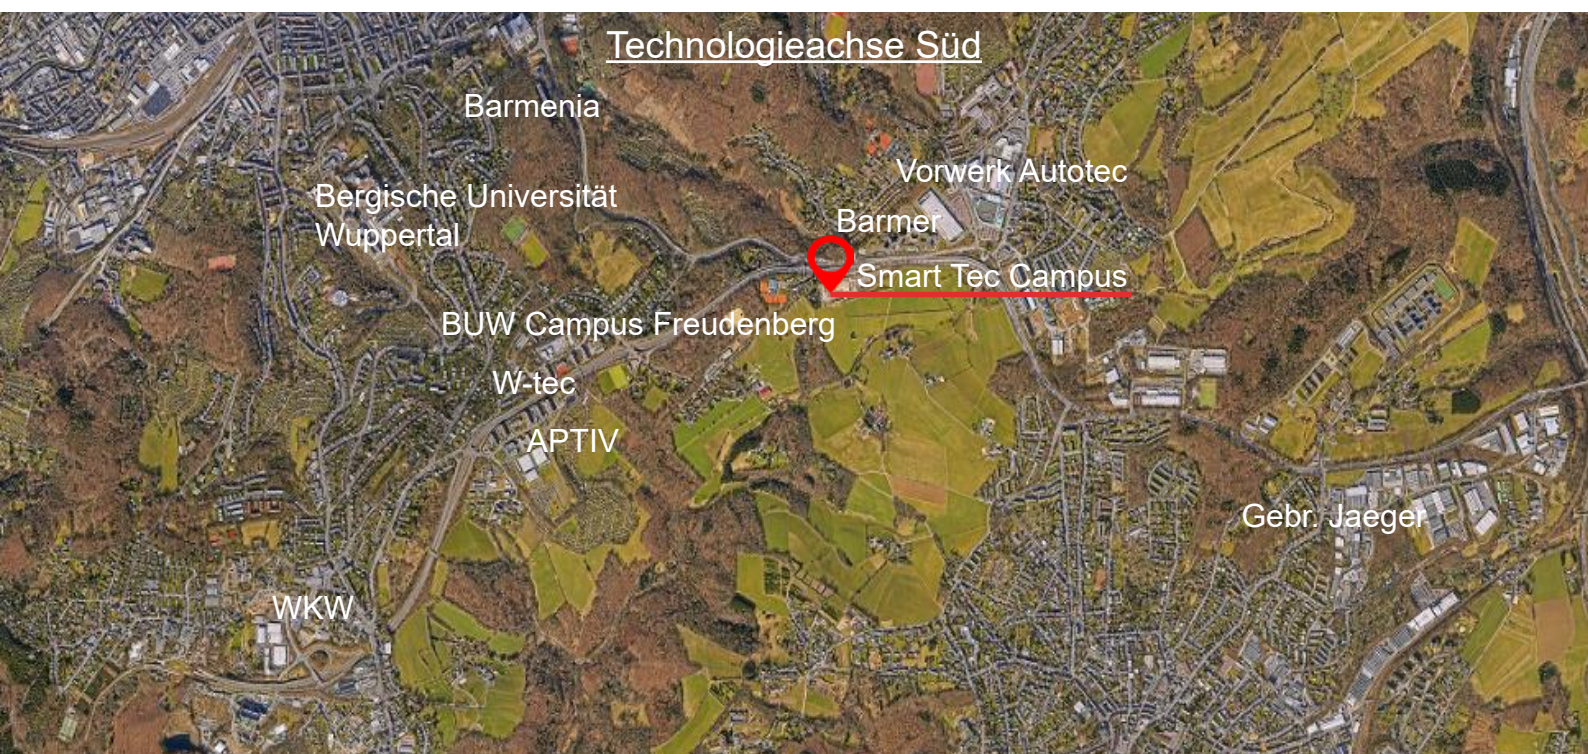 Technologieachse Süd
Barmenia
Vorwerk Autotec
Bergische Universität
Wuppertal
Barmer
Smart Tec Campus
BUW Campus Freudenberg
W-tec
APTIV
Gebr. Jaeger
WKW